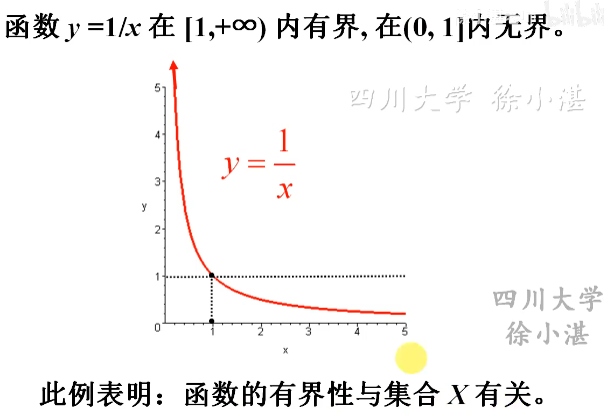 函数 y =1/x 在 [1,+∞) 内有界, 在(0, 1]内无界。
四川大学 徐小湛
y = 1/x
5
4
3
y
2
1
0 1 2 3 4 5
x
四川大学
徐小湛
此例表明：函数的有界性与集合 X 有关。